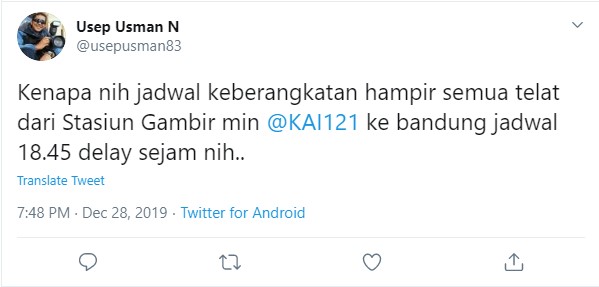 Usep Usman N
@usepusman83
Kenapa nih jadwal keberangkatan hampir semua telat
dari Stasiun Gambir min @KAI121 ke bandung jadwal
18.45 delay sejam nih..
Translate Tweet
7:48 PM · Dec 28, 2019 · Twitter for Android